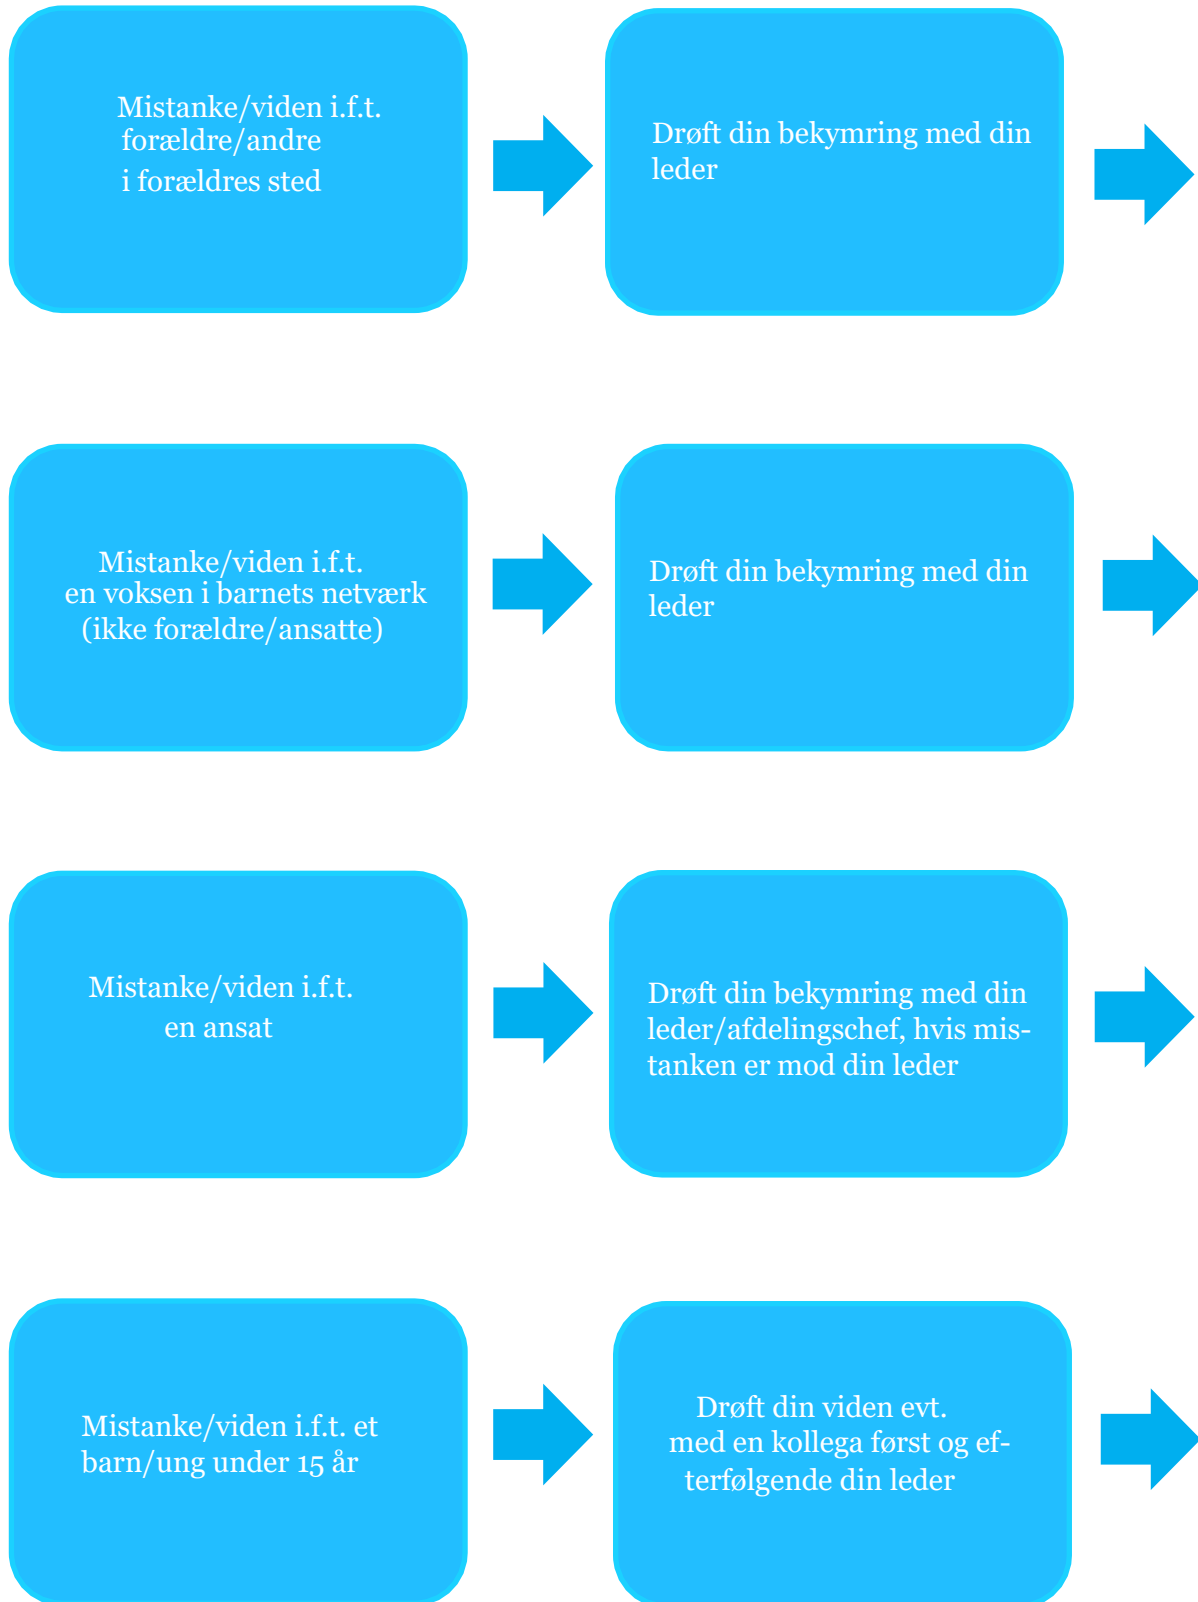 Mistanke/viden i.f.t.
forældre/andre
i forældres sted
Drøft din bekymring med din
leder
Mistanke/viden i.f.t.
en voksen i barnets netværk
(ikke forældre/ansatte)
Drøft din bekymring med din
leder
Mistanke/viden i.f.t.
en ansat
Drøft din bekymring med din
leder/afdelingschef, hvis mis-
tanken er mod din leder
Mistanke/viden i.f.t. et
barn/ung under 15 år
Drøft din viden evt.
med en kollega først og ef-
terfølgende din leder